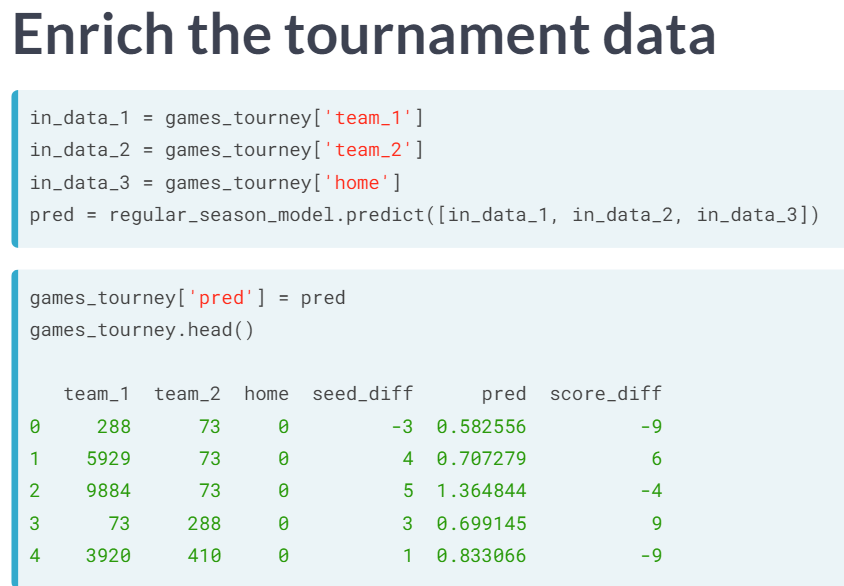 Enrich the tournament data
in_data_1 = games_tourney['team_1']
in_data_2 = games_tourney['team_2']
in_data_3 = games_tourney['home']
pred = regular_season_model.predict([in_data_1, in_data_2, in_data_3])
games_tourney['pred'] = pred
games_tourney.head()
team_1 team_2 home seed_diff pred score_diff
0 288 73 0 -3 0.582556 -9
1 5929 73 0 4 0.707279 6
2 9884 73 0 5 1.364844 -4
3 73 288 0 3 0.699145 9
4 3920 410 0 1 0.833066 -9